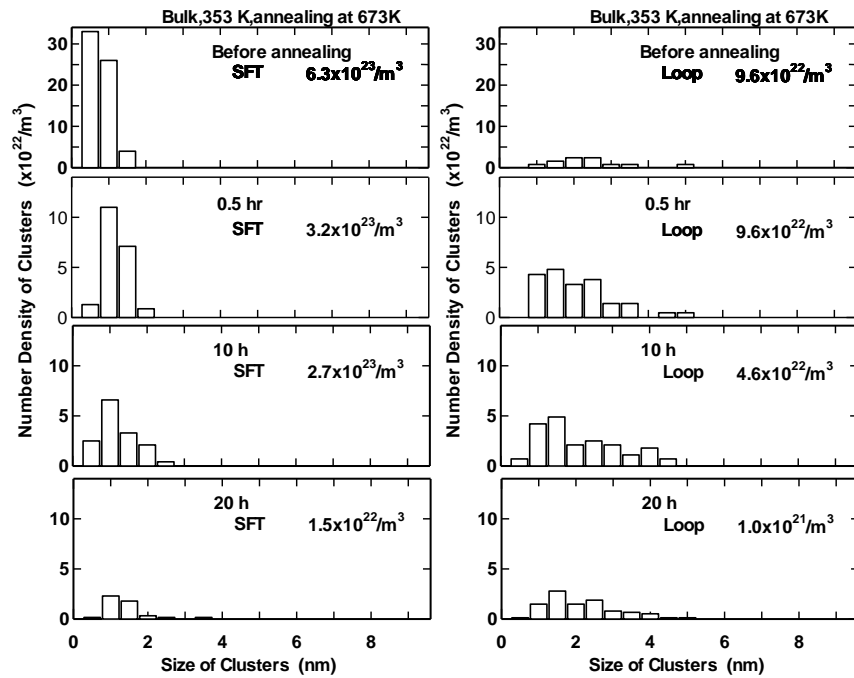 Bulk,353 K,annealing at 673K
Before annealing
SFT 6.3x10^23/m^3
30
20
10
0
0.5 hr
SFT 3.2x10^23/m^3
10
5
0
10 h
SFT 2.7x10^23/m^3
10
5
0
20 h
SFT 1.5x10^22/m^3
10
5
0 2 4 6 8
Size of Clusters (nm)
Number Density of Clusters (x10^22/m^3)
Bulk,353 K,annealing at 673K
Before annealing
Loop 9.6x10^22/m^3
30
20
10
0
0.5 hr
Loop 9.6x10^22/m^3
10
5
0
10 h
Loop 4.6x10^22/m^3
10
5
0
20 h
Loop 1.0x10^21/m^3
10
5
0 2 4 6 8
Size of Clusters (nm)
Number Density of Clusters (x10^22/m^3)